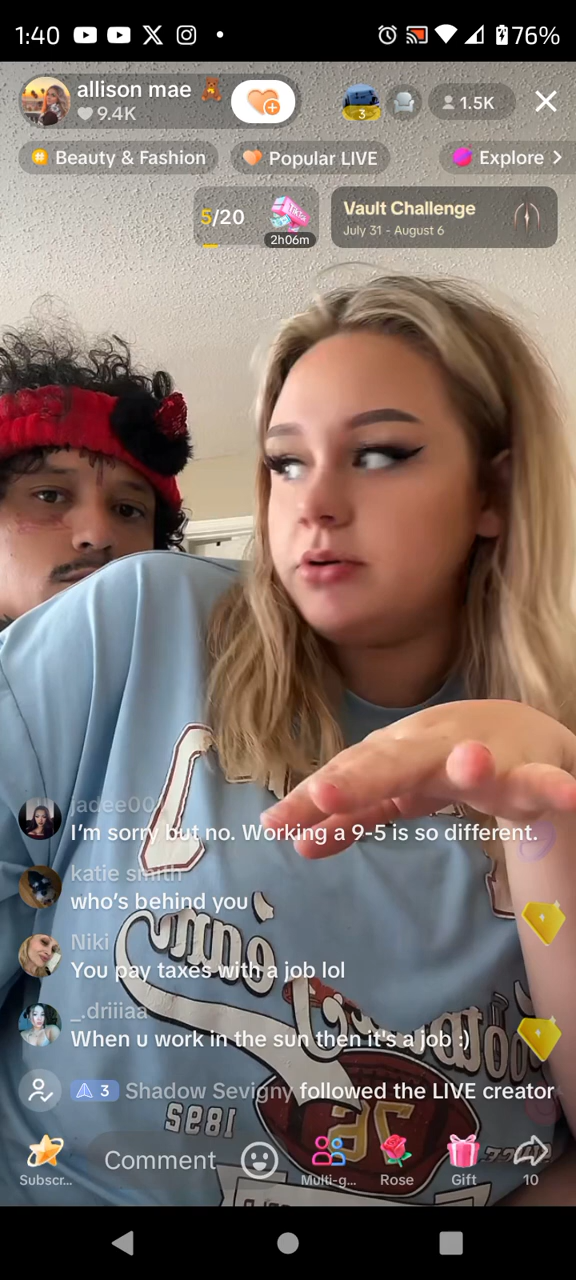 1:40
76%
allison mae 🧸
9.4K
3
1.5K
Beauty & Fashion
Popular LIVE
Explore >
5/20
2h06m
Vault Challenge
July 31 - August 6
jadee00
I'm sorry but no. Working a 9-5 is so different.
katie smith
who's behind you
Niki
You pay taxes with a job lol
_.driiiaa
When u work in the sun then it's a job :)
3 Shadow Sevigny followed the LIVE creator
1885
Comment
Subscr...
Multi-g...
Rose
Gift
10